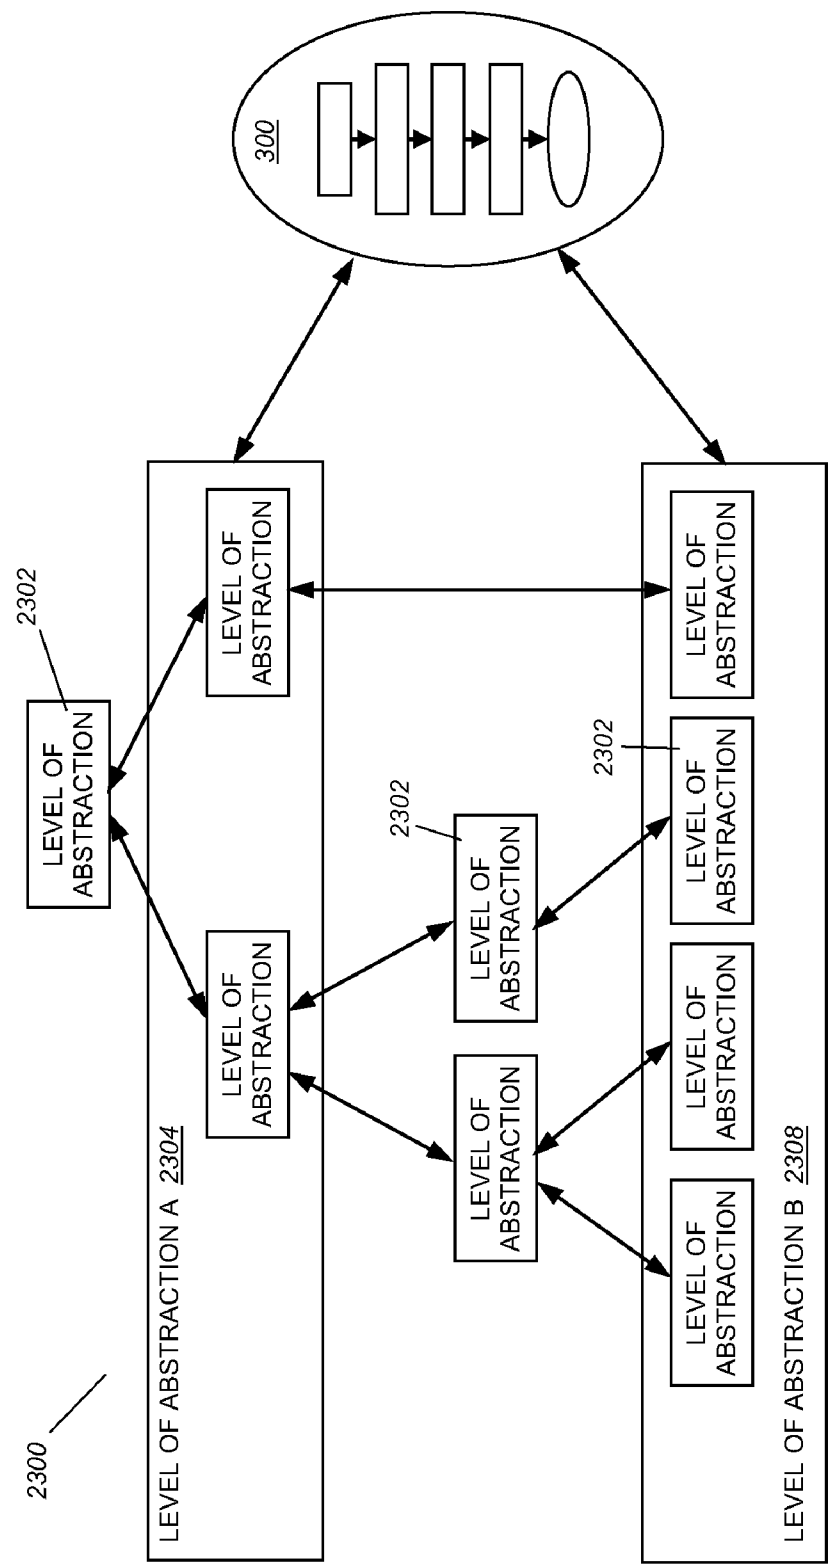 2300
2302
LEVEL OF
ABSTRACTION
LEVEL OF ABSTRACTION A 2304
LEVEL OF
ABSTRACTION
LEVEL OF
ABSTRACTION
300
LEVEL OF
ABSTRACTION
2302
LEVEL OF
ABSTRACTION
2302
LEVEL OF
ABSTRACTION
LEVEL OF
ABSTRACTION
LEVEL OF
ABSTRACTION
LEVEL OF
ABSTRACTION
LEVEL OF ABSTRACTION B 2308